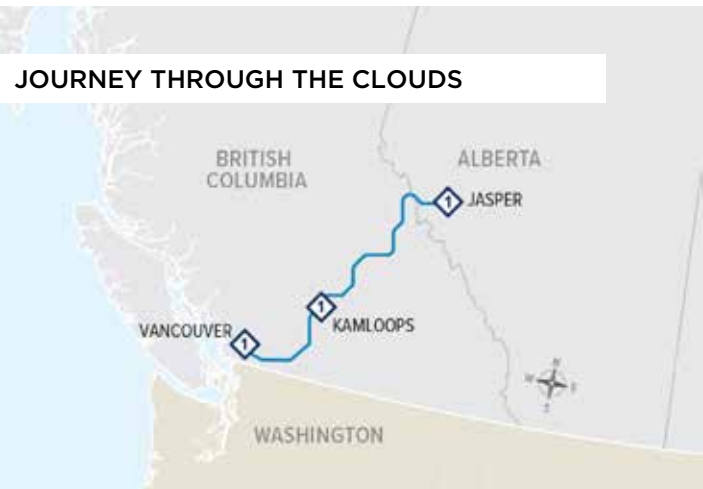 JOURNEY THROUGH THE CLOUDS
BRITISH
COLUMBIA
ALBERTA
1
JASPER
1
KAMLOOPS
VANCOUVER
1
N
W
E
S
WASHINGTON